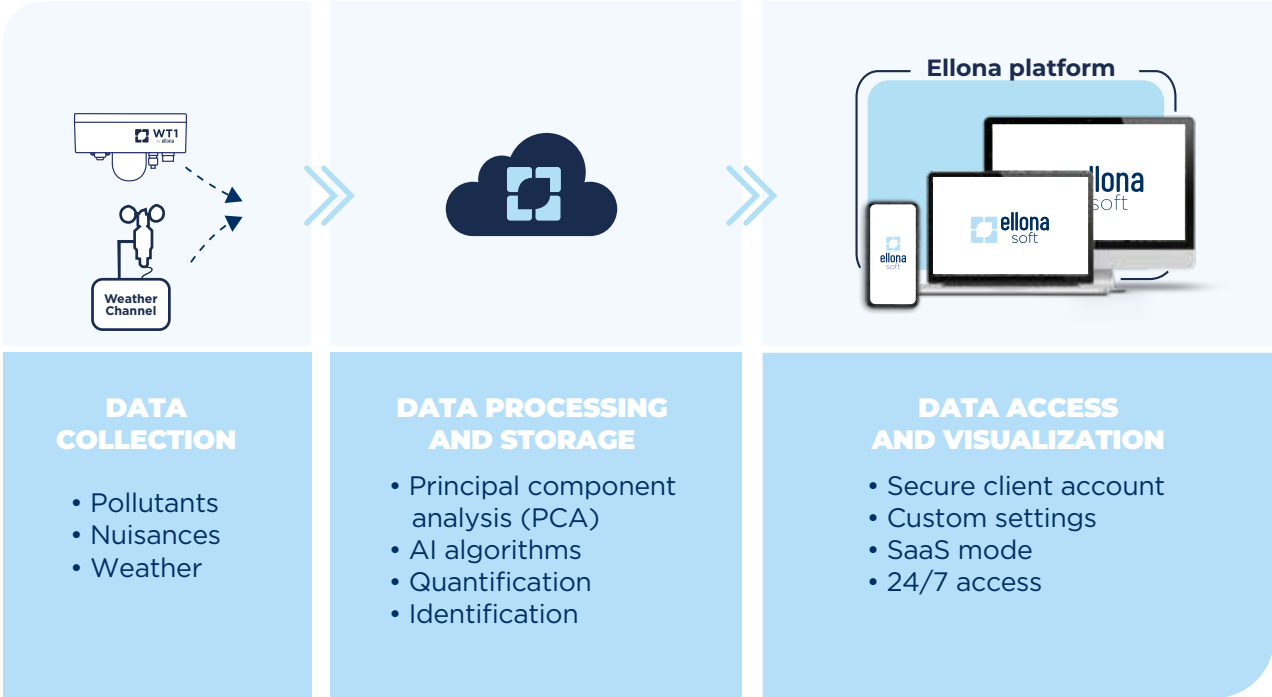 WT1
by ellona
Weather
Channel
Ellona platform
ellona
soft
ellona
soft
ellona
soft
DATA
COLLECTION
• Pollutants
• Nuisances
• Weather
DATA PROCESSING
AND STORAGE
• Principal component
analysis (PCA)
• AI algorithms
• Quantification
• Identification
DATA ACCESS
AND VISUALIZATION
• Secure client account
• Custom settings
• SaaS mode
• 24/7 access